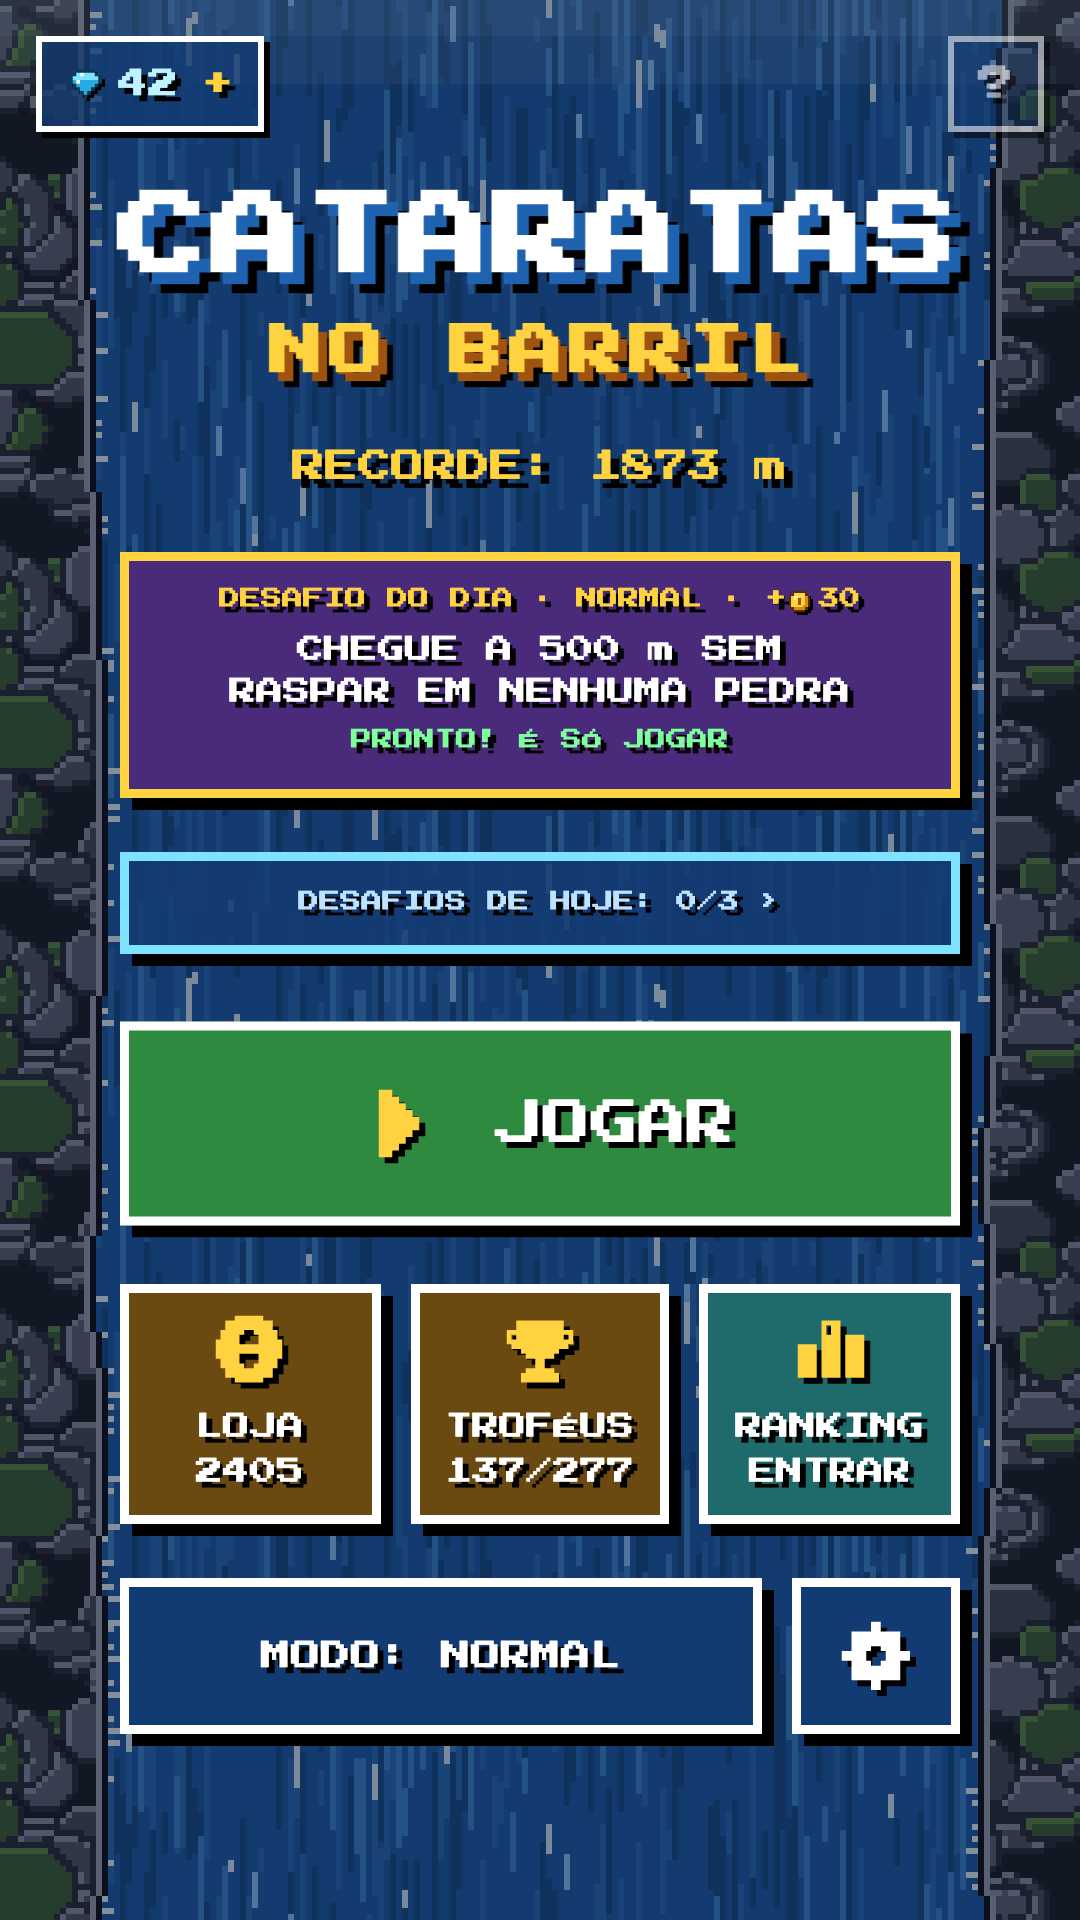 42 +
?
CATARATAS
NO BARRIL
RECORDE: 1873 m
DESAFIO DO DIA · NORMAL · +30
CHEGUE A 500 m SEM
RASPAR EM NENHUMA PEDRA
PRONTO! É SÓ JOGAR
DESAFIOS DE HOJE: 0/3 >
JOGAR
LOJA
2405
TROFÉUS
137/277
RANKING
ENTRAR
MODO: NORMAL